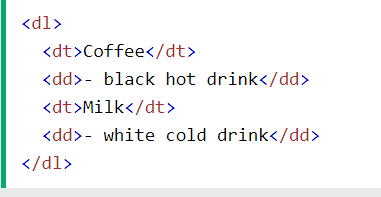 <dl>
  <dt>Coffee</dt>
  <dd>- black hot drink</dd>
  <dt>Milk</dt>
  <dd>- white cold drink</dd>
</dl>